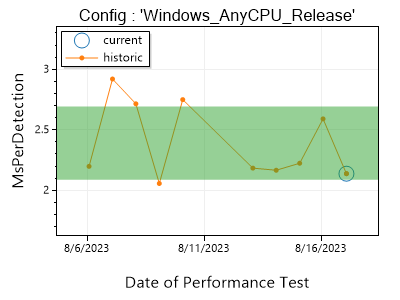 Config : 'Windows_AnyCPU_Release'
current
historic
3
2.5
2
MsPerDetection
8/6/2023
8/11/2023
8/16/2023
Date of Performance Test